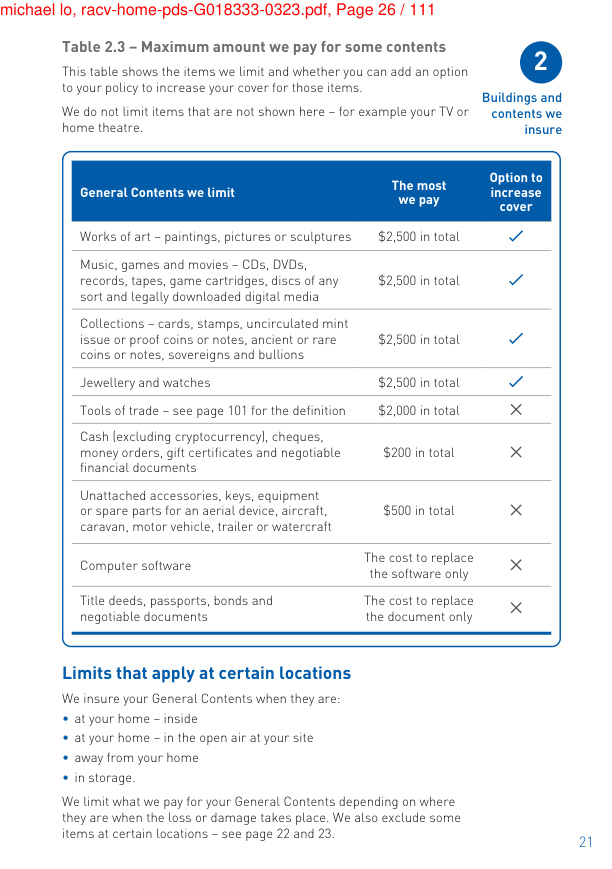 michael lo, racv-home-pds-G018333-0323.pdf, Page 26 / 111
Table 2.3 – Maximum amount we pay for some contents
This table shows the items we limit and whether you can add an option
to your policy to increase your cover for those items.
We do not limit items that are not shown here – for example your TV or
home theatre.
2
Buildings and
contents we
insure
General Contents we limit
The most
we pay
Option to
increase
cover
Works of art – paintings, pictures or sculptures
$2,500 in total
✓
Music, games and movies – CDs, DVDs,
records, tapes, game cartridges, discs of any
sort and legally downloaded digital media
$2,500 in total
✓
Collections – cards, stamps, uncirculated mint
issue or proof coins or notes, ancient or rare
coins or notes, sovereigns and bullions
$2,500 in total
✓
Jewellery and watches
$2,500 in total
✓
Tools of trade – see page 101 for the definition
$2,000 in total
✕
Cash (excluding cryptocurrency), cheques,
money orders, gift certificates and negotiable
financial documents
$200 in total
✕
Unattached accessories, keys, equipment
or spare parts for an aerial device, aircraft,
caravan, motor vehicle, trailer or watercraft
$500 in total
✕
Computer software
The cost to replace
the software only
✕
Title deeds, passports, bonds and
negotiable documents
The cost to replace
the document only
✕
Limits that apply at certain locations
We insure your General Contents when they are:
• at your home – inside
• at your home – in the open air at your site
• away from your home
• in storage.
We limit what we pay for your General Contents depending on where
they are when the loss or damage takes place. We also exclude some
items at certain locations – see page 22 and 23.
21